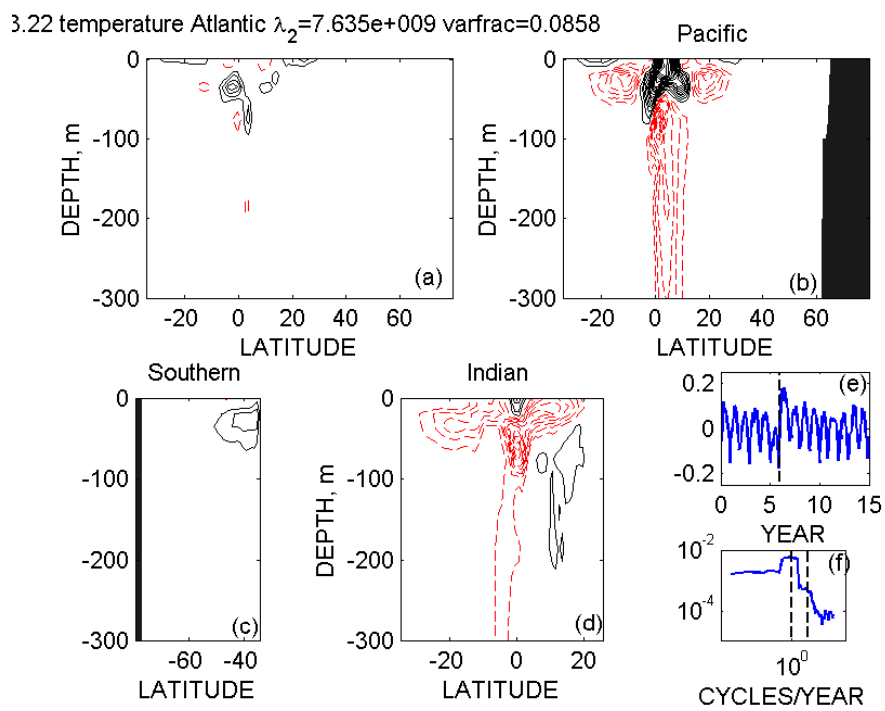 3.22 temperature Atlantic λ₂=7.635e+009 varfrac=0.0858
Pacific
0
-100
-200
-300
DEPTH, m
-20 0 20 40 60
LATITUDE
(a)
0
-100
-200
-300
DEPTH, m
-20 0 20 40 60
LATITUDE
(b)
Southern
0
-100
-200
-300
-60 -40
LATITUDE
(c)
Indian
0
-100
-200
-300
DEPTH, m
-40 -20 0 20
LATITUDE
(d)
0.2
0
-0.2
0 5 10 15
YEAR
(e)
10⁻²
10⁻⁴
10⁰
CYCLES/YEAR
(f)